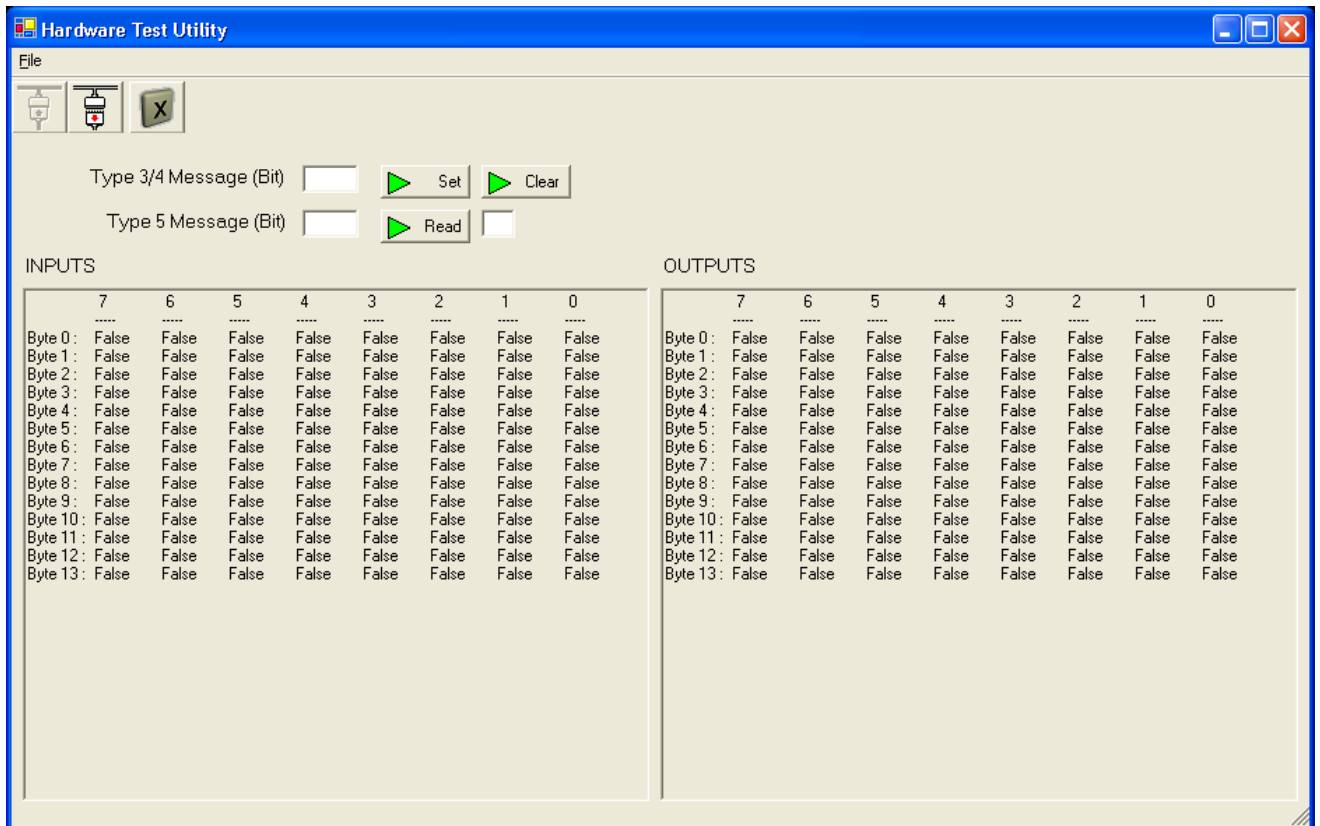 Hardware Test Utility
File
X
Type 3/4 Message (Bit) Set Clear
Type 5 Message (Bit) Read
INPUTS OUTPUTS
7 6 5 4 3 2 1 0 7 6 5 4 3 2 1 0
----- ----- ----- ----- ----- ----- ----- ----- ----- ----- ----- ----- ----- ----- ----- -----
Byte 0 : False False False False False False False False Byte 0 : False False False False False False False False
Byte 1 : False False False False False False False False Byte 1 : False False False False False False False False
Byte 2 : False False False False False False False False Byte 2 : False False False False False False False False
Byte 3 : False False False False False False False False Byte 3 : False False False False False False False False
Byte 4 : False False False False False False False False Byte 4 : False False False False False False False False
Byte 5 : False False False False False False False False Byte 5 : False False False False False False False False
Byte 6 : False False False False False False False False Byte 6 : False False False False False False False False
Byte 7 : False False False False False False False False Byte 7 : False False False False False False False False
Byte 8 : False False False False False False False False Byte 8 : False False False False False False False False
Byte 9 : False False False False False False False False Byte 9 : False False False False False False False False
Byte 10 : False False False False False False False False Byte 10 : False False False False False False False False
Byte 11 : False False False False False False False False Byte 11 : False False False False False False False False
Byte 12 : False False False False False False False False Byte 12 : False False False False False False False False
Byte 13 : False False False False False False False False Byte 13 : False False False False False False False False